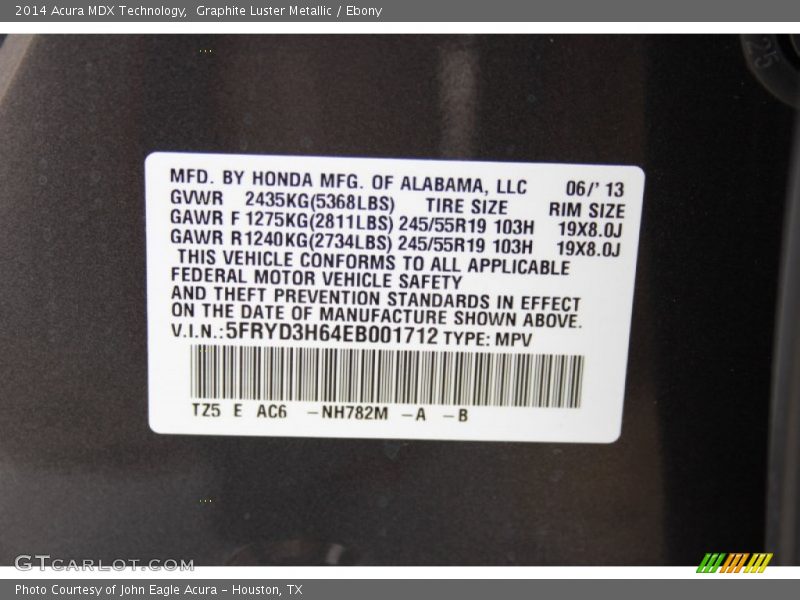 2014 Acura MDX Technology,  Graphite Luster Metallic / Ebony
MFD. BY HONDA MFG. OF ALABAMA, LLC 06/' 13
GVWR 2435KG(5368LBS) TIRE SIZE RIM SIZE
GAWR F 1275KG(2811LBS) 245/55R19 103H 19X8.0J
GAWR R 1240KG(2734LBS) 245/55R19 103H 19X8.0J
THIS VEHICLE CONFORMS TO ALL APPLICABLE
FEDERAL MOTOR VEHICLE SAFETY
AND THEFT PREVENTION STANDARDS IN EFFECT
ON THE DATE OF MANUFACTURE SHOWN ABOVE.
V.I.N.: 5FRYD3H64EB001712 TYPE: MPV
TZ5 E AC6 -NH782M -A -B
GTCARLOT.COM
Photo Courtesy of John Eagle Acura - Houston, TX